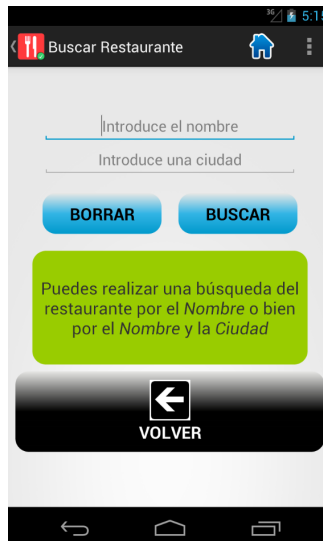 3G 5:15
Buscar Restaurante
Introduce el nombre
Introduce una ciudad
BORRAR BUSCAR
Puedes realizar una búsqueda del
restaurante por el Nombre o bien
por el Nombre y la Ciudad
VOLVER